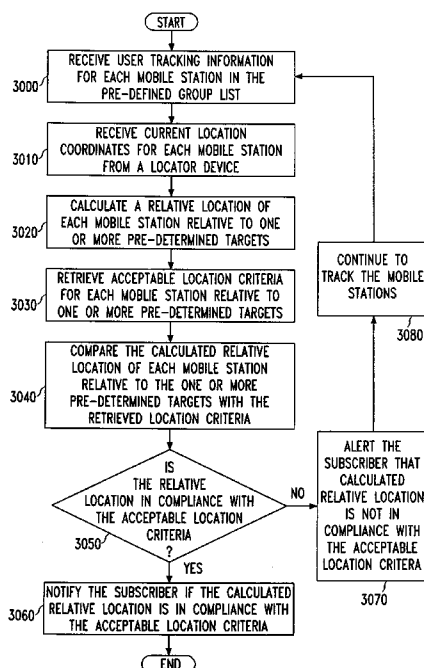 START
RECEIVE USER TRACKING INFORMATION
FOR EACH MOBILE STATION IN THE
PRE-DEFINED GROUP LIST
3000
RECEIVE CURRENT LOCATION
COORDINATES FOR EACH MOBILE STATION
FROM A LOCATOR DEVICE
3010
CALCULATE A RELATIVE LOCATION OF
EACH MOBILE STATION RELATIVE TO ONE
OR MORE PRE-DETERMINED TARGETS
3020
RETRIEVE ACCEPTABLE LOCATION CRITERIA
FOR EACH MOBLIE STATION RELATIVE TO
ONE OR MORE PRE-DETERMINED TARGETS
3030
COMPARE THE CALCULATED RELATIVE
LOCATION OF EACH MOBILE STATION
RELATIVE TO THE ONE OR MORE
PRE-DETERMINED TARGETS WITH THE
RETRIEVED LOCATION CRITERIA
3040
IS
THE RELATIVE
LOCATION IN COMPLIANCE WITH
THE ACCEPTABLE LOCATION
CRITERIA
?
3050
NO
YES
NOTIFY THE SUBSCRIBER IF THE CALCULATED
RELATIVE LOCATION IS IN COMPLIANCE WITH
THE ACCEPTABLE LOCATION CRITERIA.
3060
END
ALERT THE
SUBSCRIBER THAT
CALCULATED
RELATIVE LOCATION
IS NOT IN
COMPLIANCE WITH
THE ACCEPTABLE
LOCATION CRITERA
3070
CONTINUE TO
TRACK THE MOBILE
STATIONS
3080